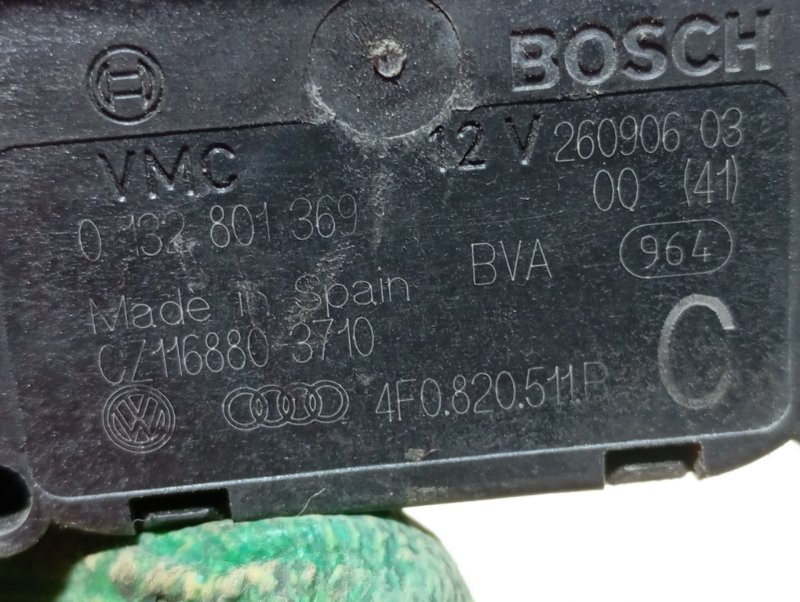 BOSCH
VMC 12 V 260906 03
0 132 801 369 00 (41)
BVA 964
Made in Spain
CZ116880 3710 C
4F0.820.511.B